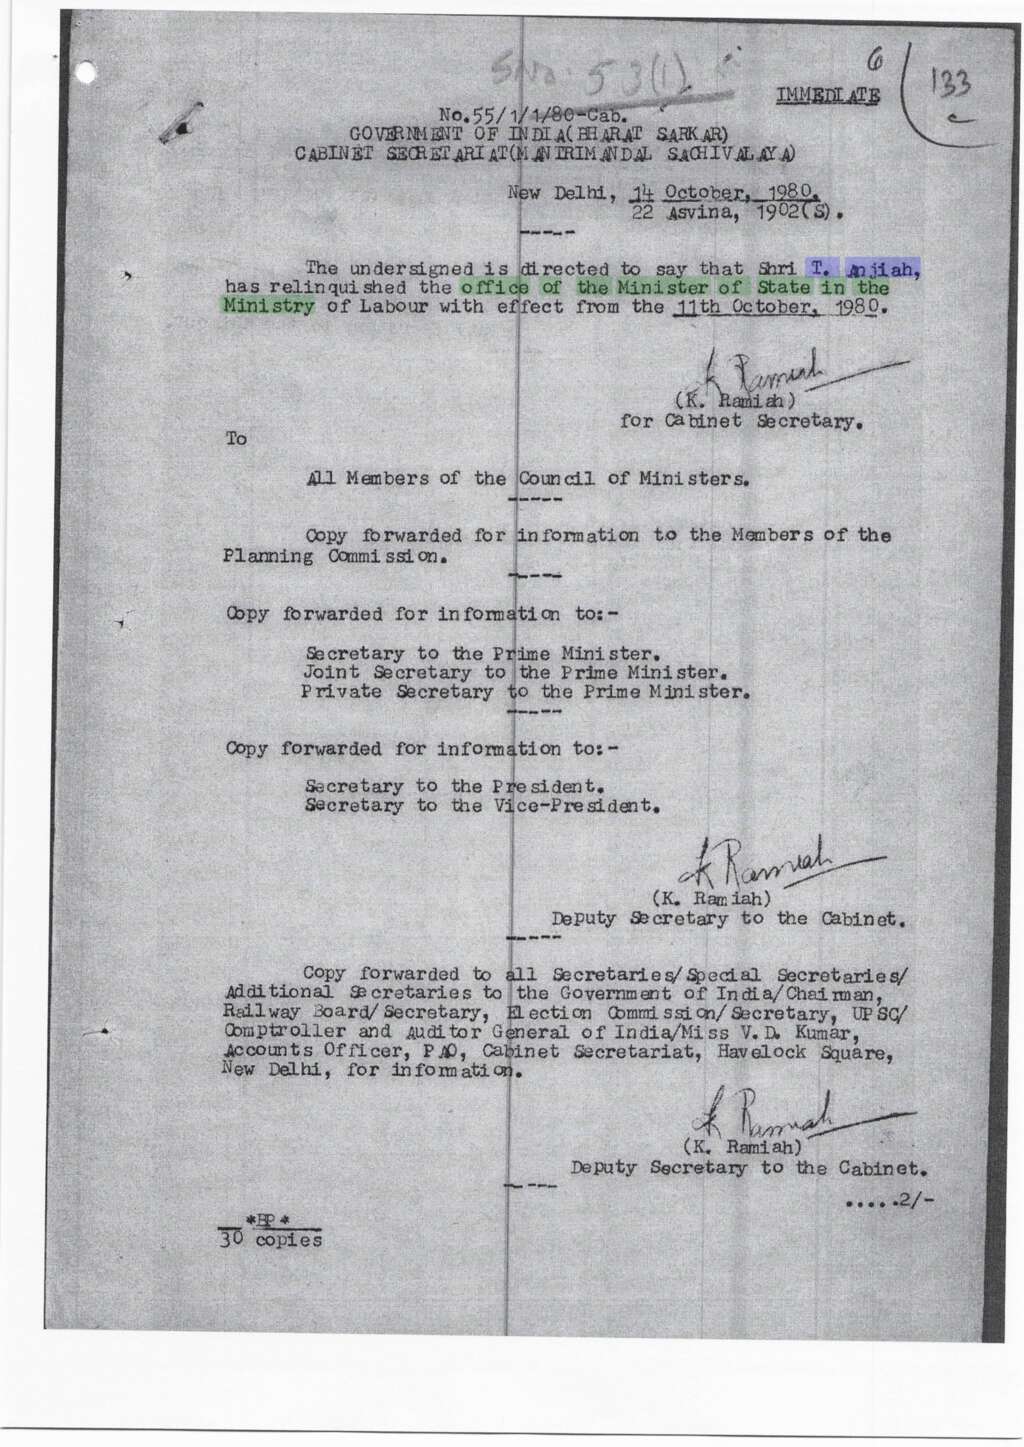 SNo. 53(1)
6
133
c
IMMEDIATE
No.55/1/1/80-Cab.
GOVERNMENT OF INDIA(BHARAT SARKAR)
CABINET SECRETARIAT(MANTRIMANDAL SACHIVALAYA)
New Delhi, 14 October, 1980.
22 Asvina, 1902(S).
-----
The undersigned is directed to say that Shri T. Anjiah,
has relinquished the office of the Minister of State in the
Ministry of Labour with effect from the 11th October, 1980.
K Ramiah
(K. Ramiah)
for Cabinet Secretary.
To
All Members of the Council of Ministers.
-----
Copy forwarded for information to the Members of the
Planning Commission.
-----
Copy forwarded for information to:-
Secretary to the Prime Minister.
Joint Secretary to the Prime Minister.
Private Secretary to the Prime Minister.
-----
Copy forwarded for information to:-
Secretary to the President.
Secretary to the Vice-President.
K Ramiah
(K. Ramiah)
Deputy Secretary to the Cabinet.
-----
Copy forwarded to all Secretaries/Special Secretaries/
Additional Secretaries to the Government of India/Chairman,
Railway Board/Secretary, Election Commission/Secretary, UPSC/
Comptroller and Auditor General of India/Miss V.D. Kumar,
Accounts Officer, PAO, Cabinet Secretariat, Havelock Square,
New Delhi, for information.
K Ramiah
(K. Ramiah)
Deputy Secretary to the Cabinet.
-----
.....2/-
*BP*
30 copies